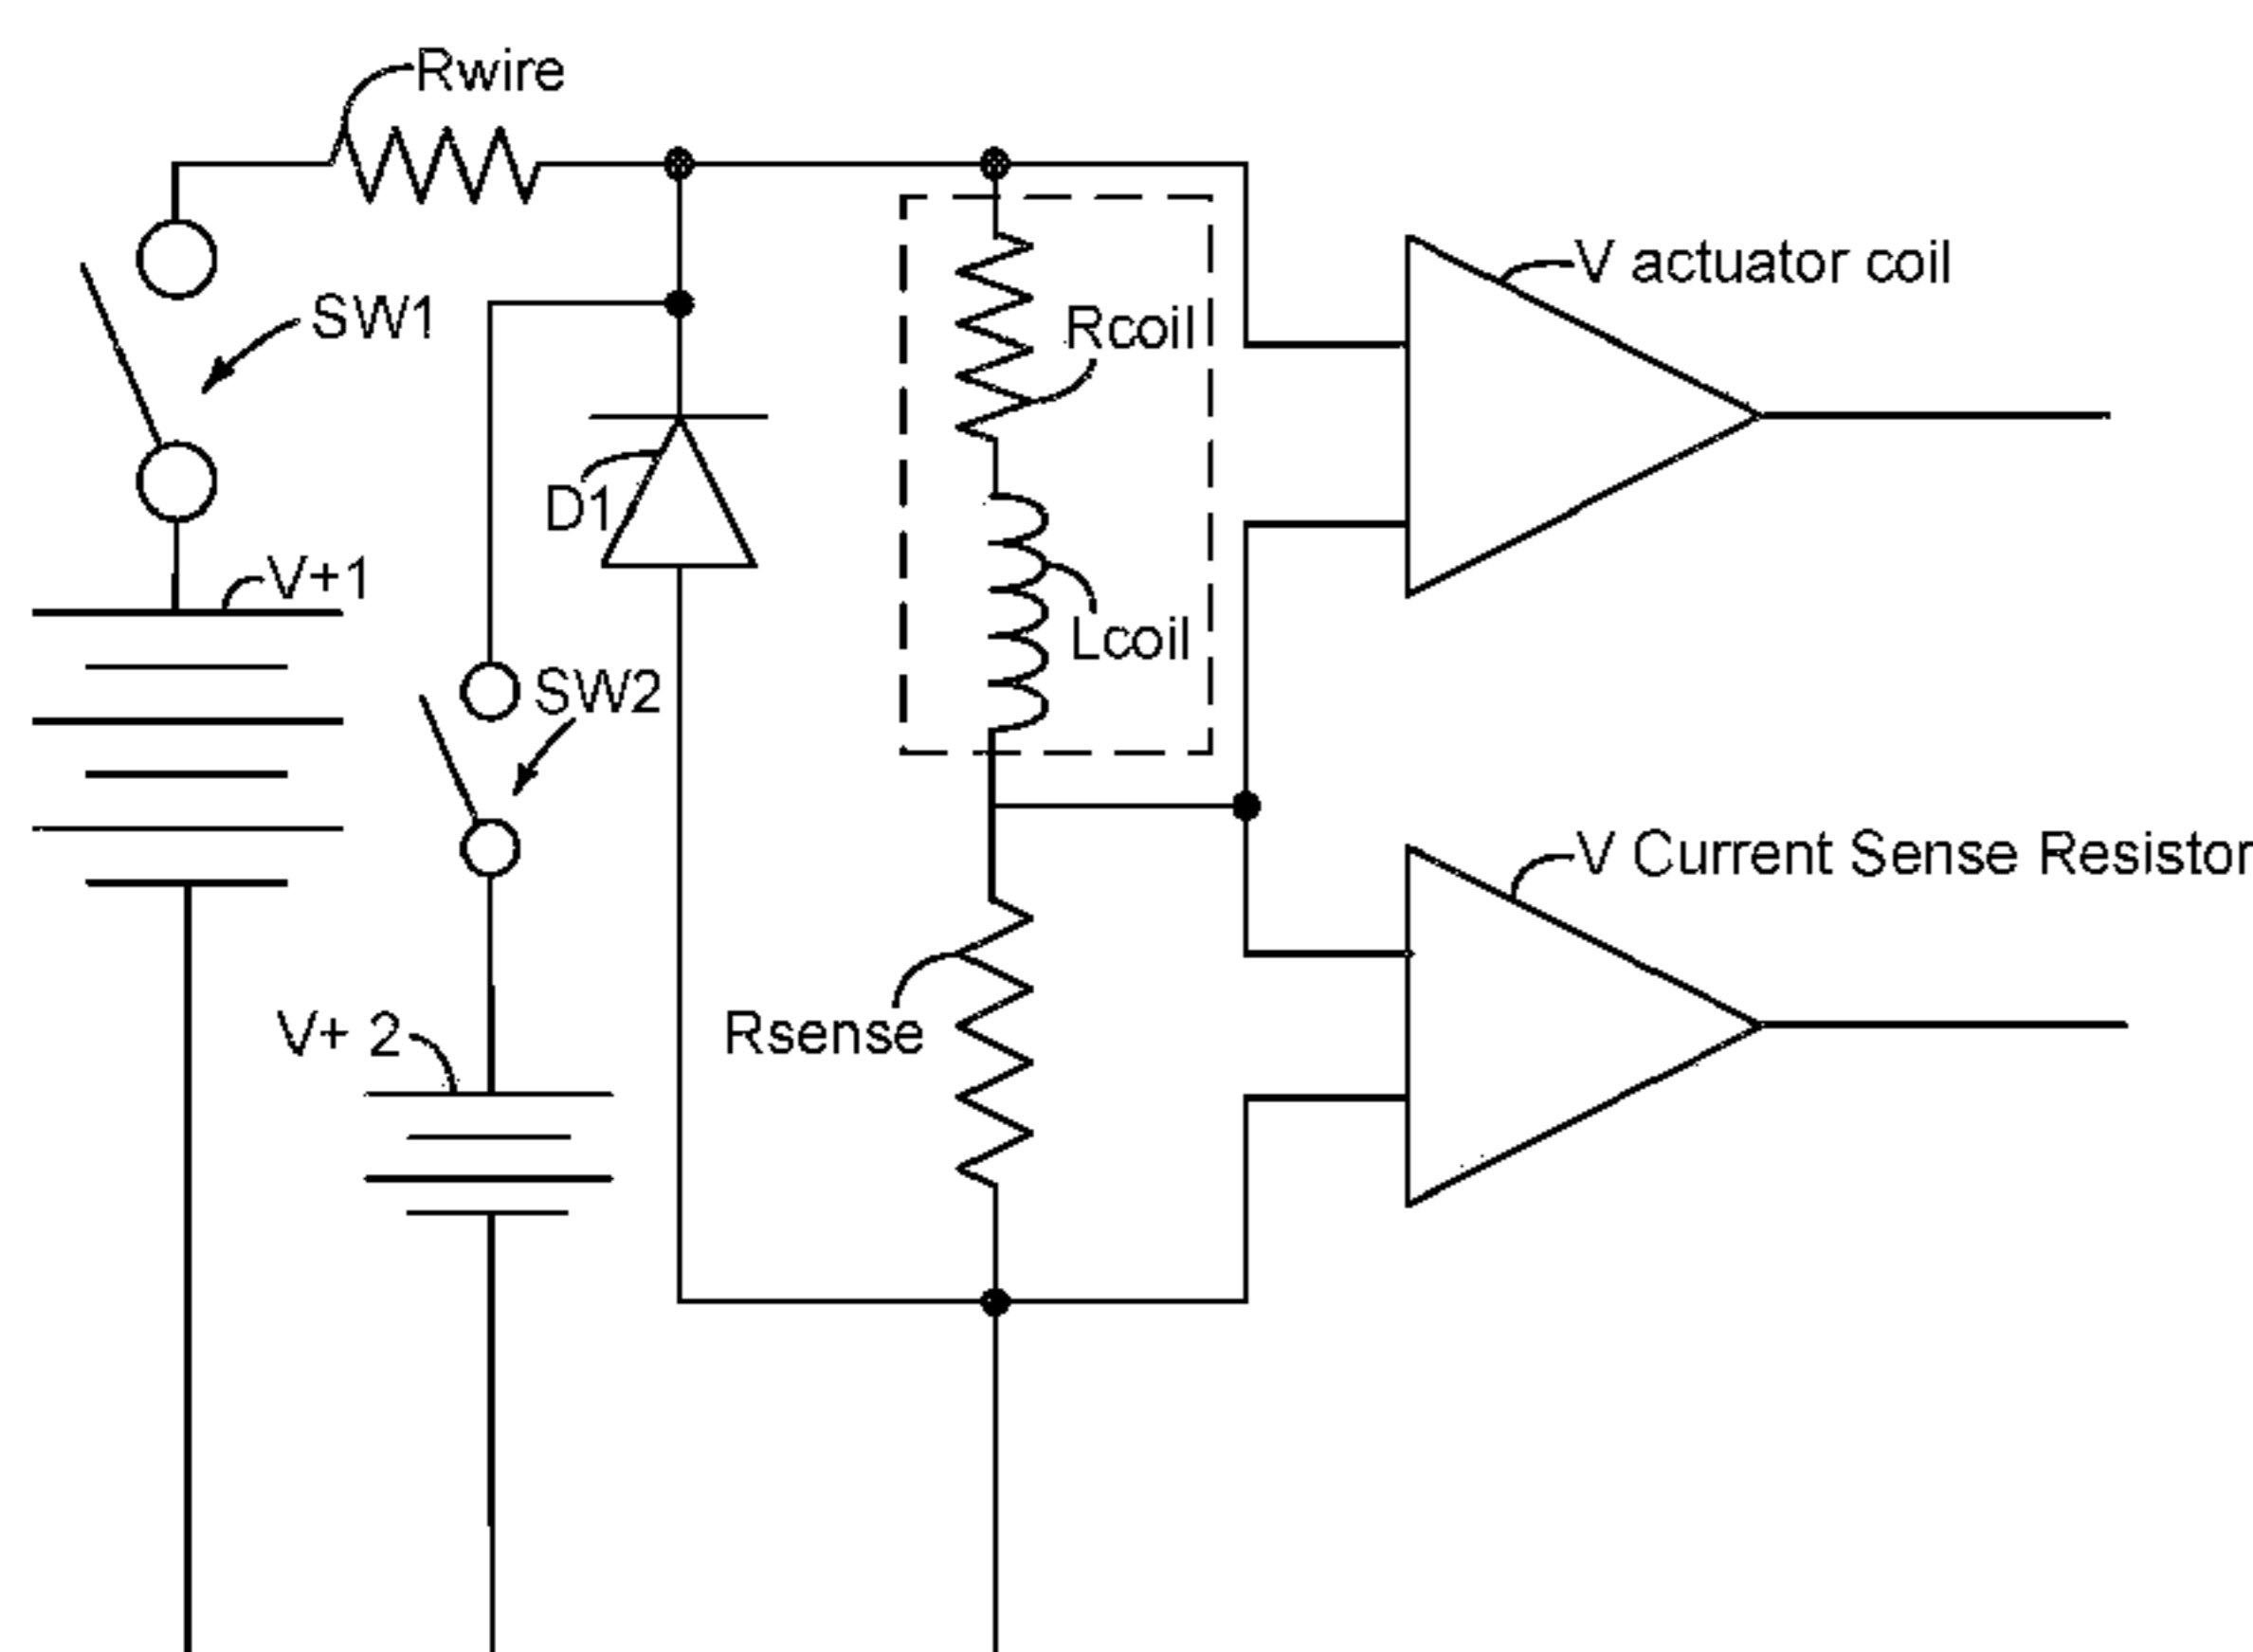 Rwire
V actuator coil
SW1
Rcoil
D1
V+1
Lcoil
SW2
V Current Sense Resistor
V+ 2
Rsense